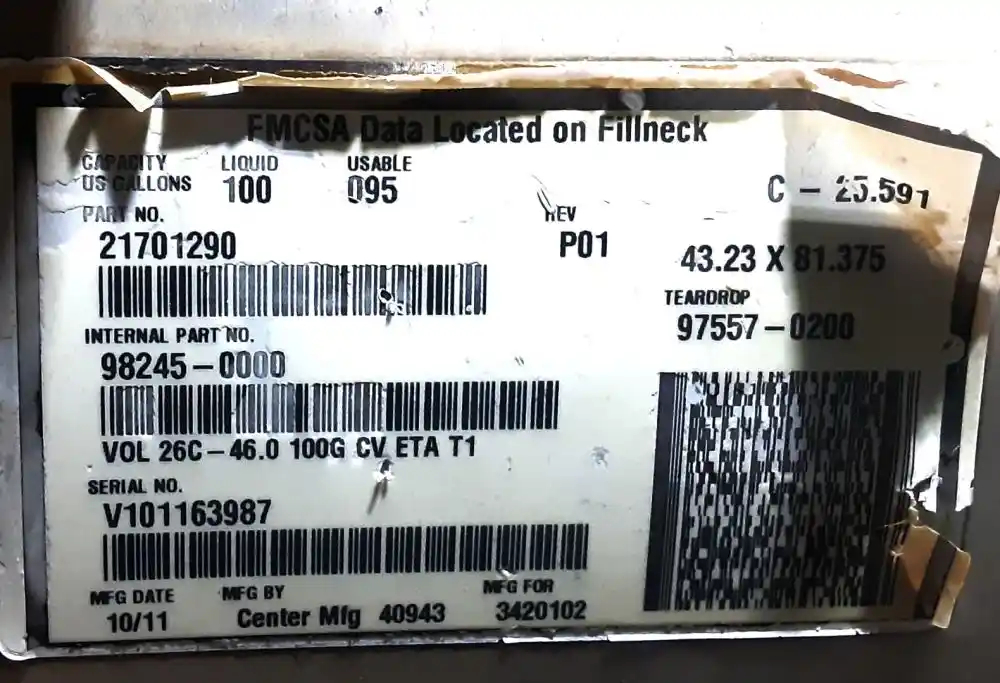 FMCSA Data Located on Fillneck
CAPACITY LIQUID USABLE
US GALLONS 100 095
C - 25.591
PART NO. REV
21701290 P01
43.23 X 81.375
TEARDROP
97557-0200
INTERNAL PART NO.
98245-0000
VOL 26C-46.0 100G CV ETA T1
SERIAL NO.
V101163987
MFG DATE MFG BY MFG FOR
10/11 Center Mfg 40943 3420102